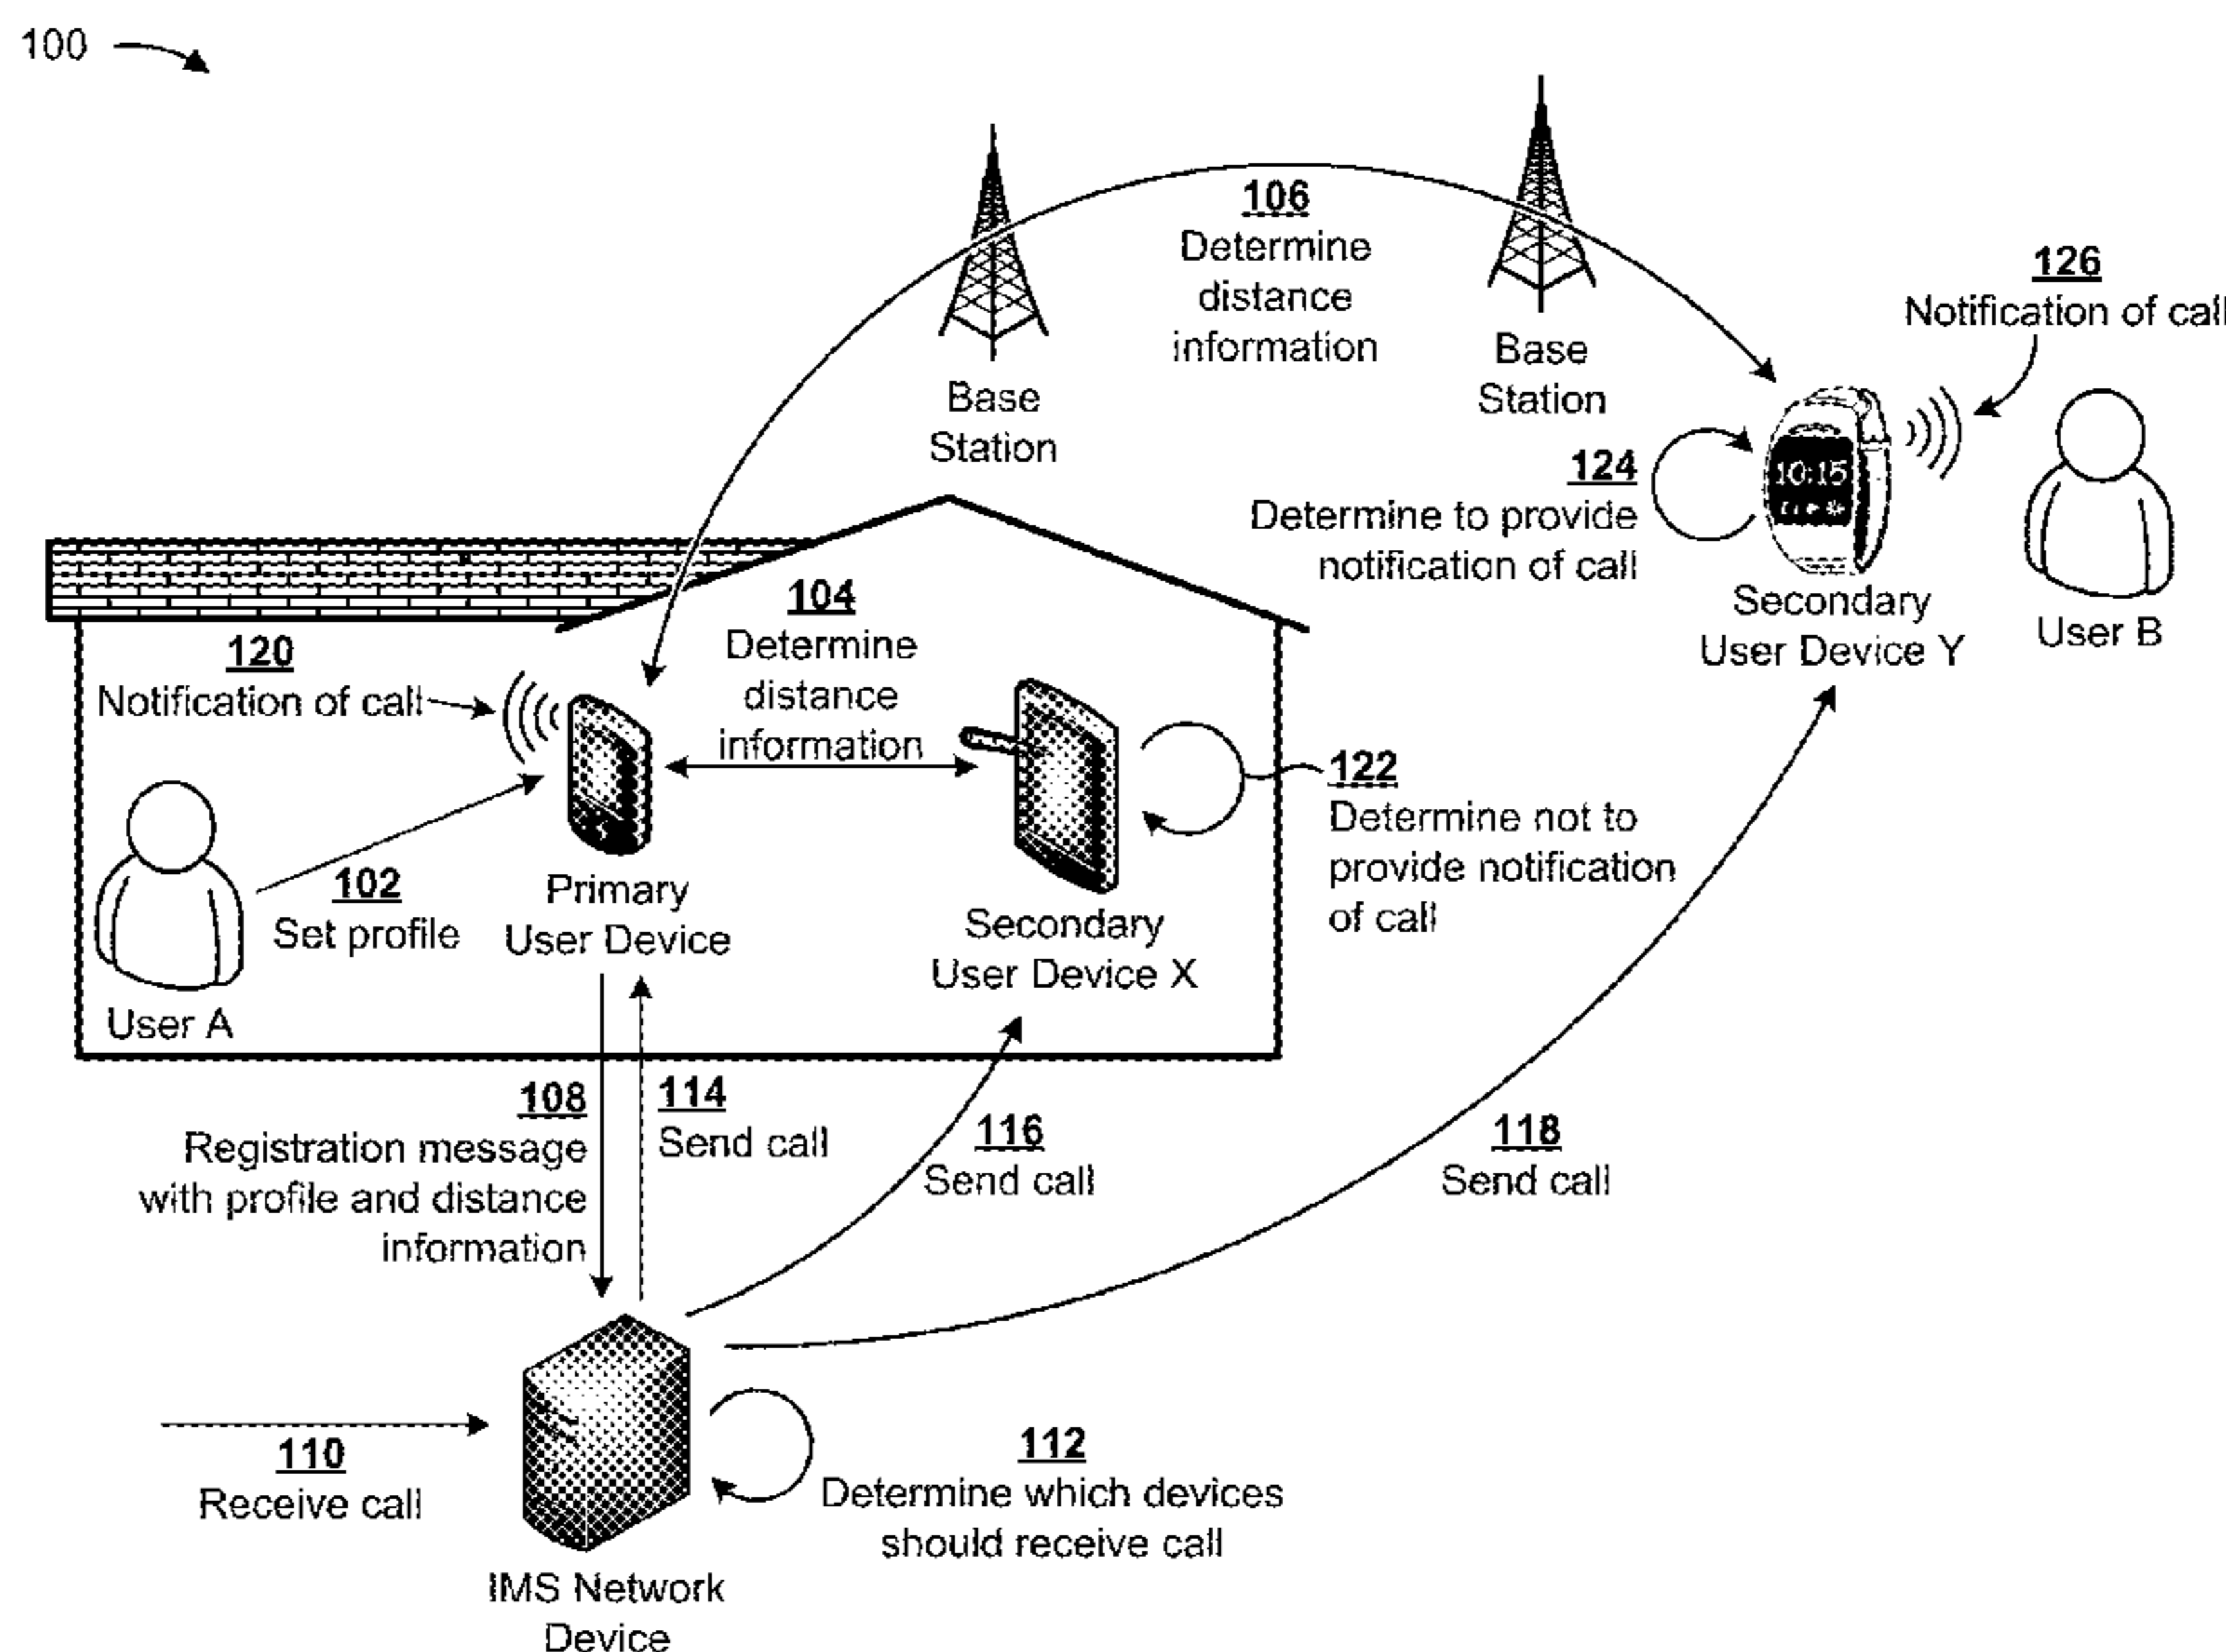 100
106
Determine
distance
information
Base
Station
Base
Station
126
Notification of call
124
Determine to provide
notification of call
10:15
Secondary
User Device Y
User B
104
Determine
distance
information
120
Notification of call
122
Determine not to
provide notification
of call
102
Set profile
Primary
User Device
Secondary
User Device X
User A
108
Registration message
with profile and distance
information
114
Send call
116
Send call
118
Send call
110
Receive call
112
Determine which devices
should receive call
IMS Network
Device